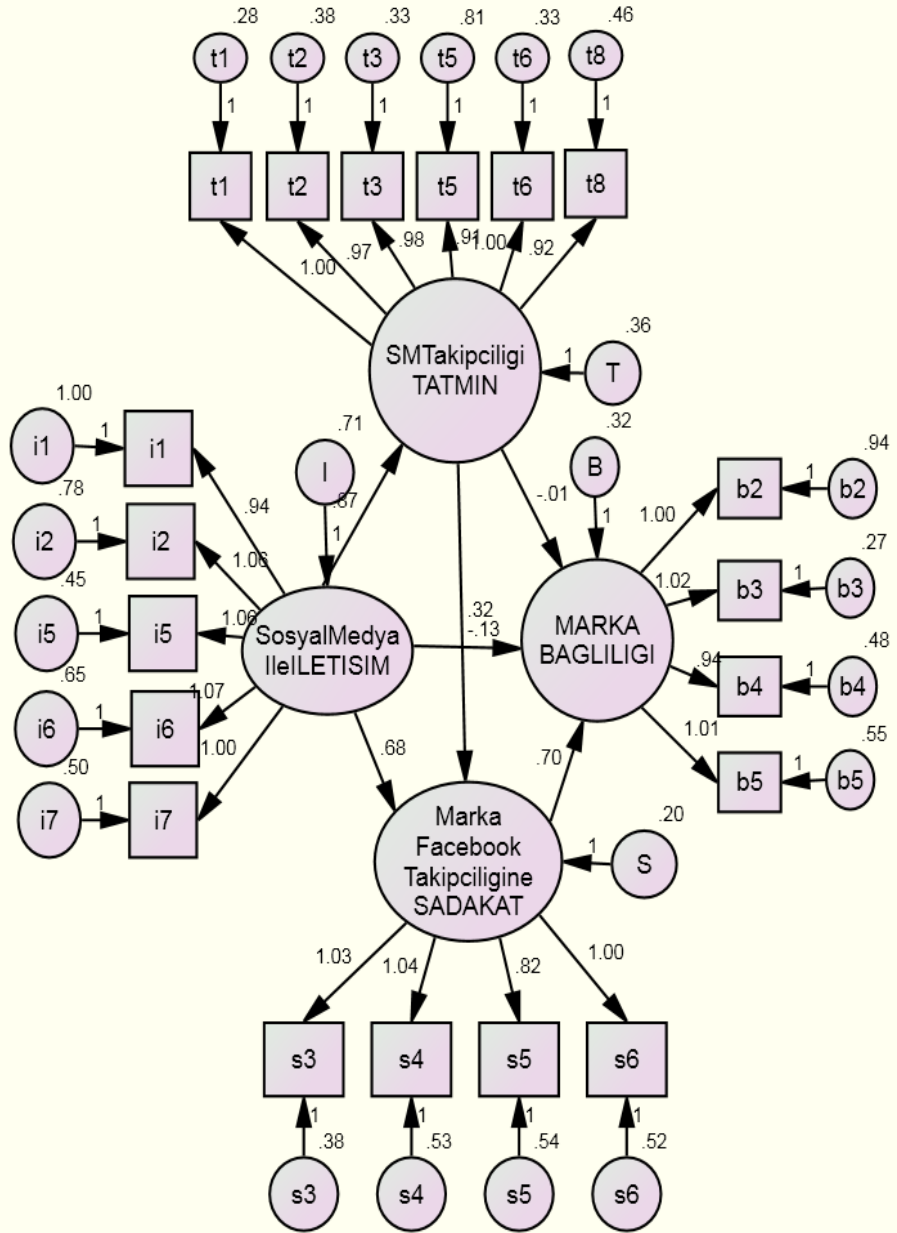 .28 .38 .33 .81 .33 .46
t1 t2 t3 t5 t6 t8
1 1 1 1 1 1
t1 t2 t3 t5 t6 t8
1.00 .97 .98 .91 1.00 .92
SMTakipciligi
TATMIN
1 T .36
1.00
i1 1 i1
.94
.78
i2 1 i2
1.06
.45
i5 1 i5
1.06
.65
i6 1 i6
1.07
.50
i7 1 i7
1.00
.71
I
1
.87
SosyalMedya
IleILETISIM
.32
B
1
-.01
.32
-.13
MARKA
BAGLILIGI
1.00 b2 1 b2 .94
1.02 b3 1 b3 .27
.94 b4 1 b4 .48
1.01 b5 1 b5 .55
.68
.70
Marka
Facebook
Takipciligine
SADAKAT
1 S .20
1.03 1.04 .82 1.00
s3 s4 s5 s6
1 1 1 1
.38 .53 .54 .52
s3 s4 s5 s6